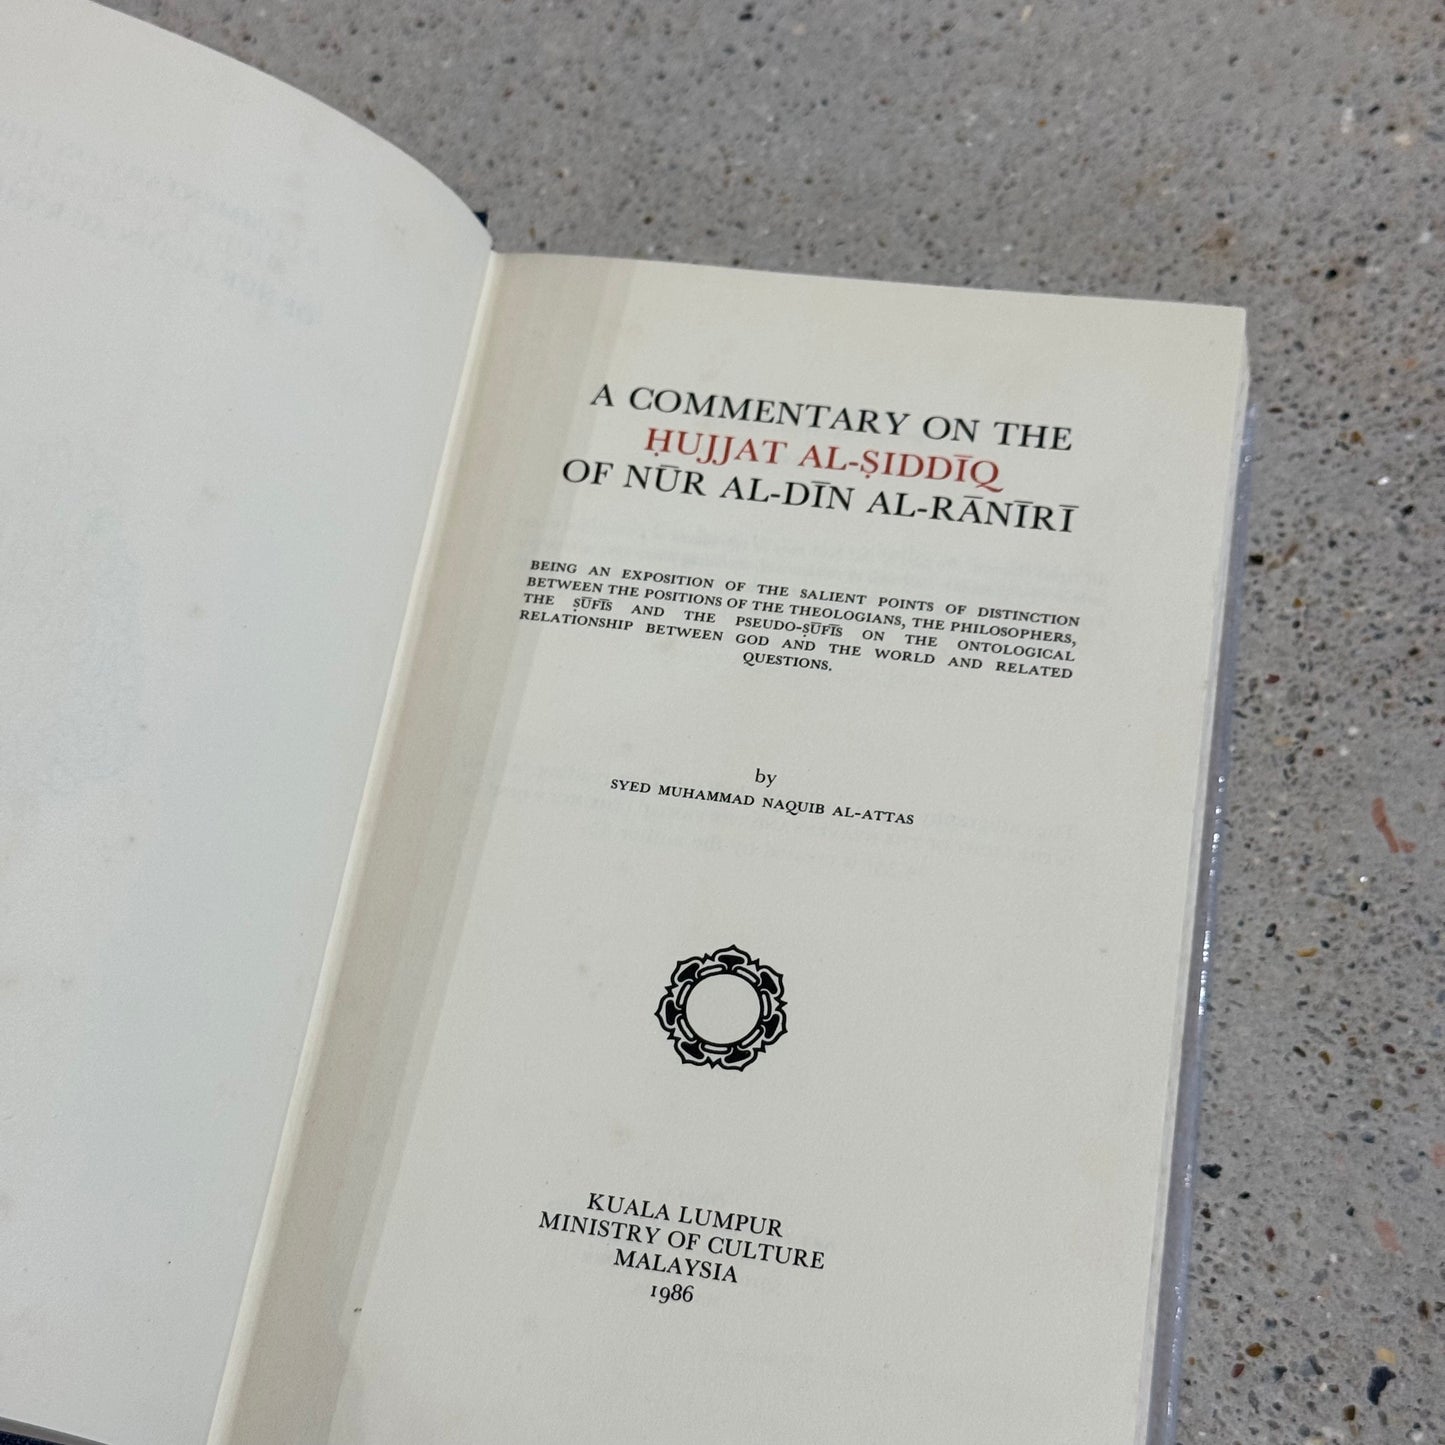 A COMMENTARY ON THE
ḤUJJAT AL-ṢIDDĪQ
OF NŪR AL-DĪN AL-RĀNĪRĪ
BEING AN EXPOSITION OF THE SALIENT POINTS OF DISTINCTION
BETWEEN THE POSITIONS OF THE THEOLOGIANS, THE PHILOSOPHERS,
THE ṢŪFĪS AND THE PSEUDO-ṢŪFĪS ON THE ONTOLOGICAL
RELATIONSHIP BETWEEN GOD AND THE WORLD AND RELATED
QUESTIONS.
by
SYED MUHAMMAD NAQUIB AL-ATTAS
KUALA LUMPUR
MINISTRY OF CULTURE
MALAYSIA
1986